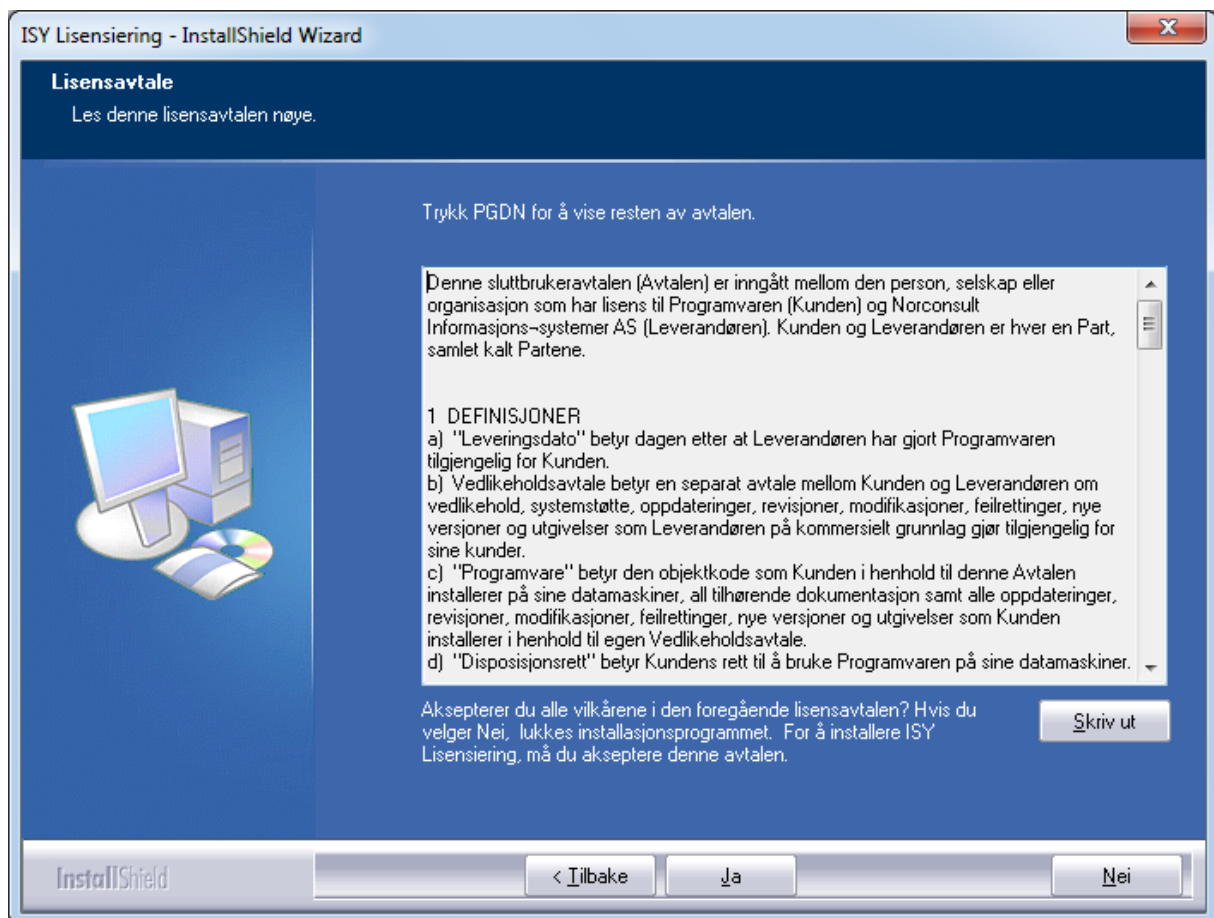 ISY Lisensiering - InstallShield Wizard
Lisensavtale
Les denne lisensavtalen nøye.
Trykk PGDN for å vise resten av avtalen.
Denne sluttbrukeravtalen (Avtalen) er inngått mellom den person, selskap eller
organisasjon som har lisens til Programvaren (Kunden) og Norconsult
Informasjons¬systemer AS (Leverandøren). Kunden og Leverandøren er hver en Part,
samlet kalt Partene.
1 DEFINISJONER
a) "Leveringsdato" betyr dagen etter at Leverandøren har gjort Programvaren
tilgjengelig for Kunden.
b) Vedlikeholdsavtale betyr en separat avtale mellom Kunden og Leverandøren om
vedlikehold, systemstøtte, oppdateringer, revisjoner, modifikasjoner, feilrettinger, nye
versjoner og utgivelser som Leverandøren på kommersielt grunnlag gjør tilgjengelig for
sine kunder.
c) "Programvare" betyr den objektkode som Kunden i henhold til denne Avtalen
installerer på sine datamaskiner, all tilhørende dokumentasjon samt alle oppdateringer,
revisjoner, modifikasjoner, feilrettinger, nye versjoner og utgivelser som Kunden
installerer i henhold til egen Vedlikeholdsavtale.
d) "Disposisjonsrett" betyr Kundens rett til å bruke Programvaren på sine datamaskiner.
Aksepterer du alle vilkårene i den foregående lisensavtalen? Hvis du
velger Nei, lukkes installasjonsprogrammet. For å installere ISY
Lisensiering, må du akseptere denne avtalen.
Skriv ut
InstallShield
< Tilbake
Ja
Nei